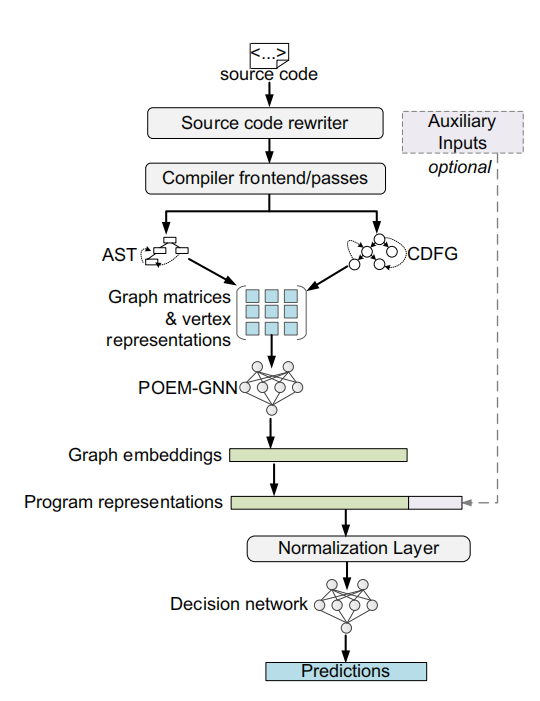 <...>
source code
Source code rewriter
Auxiliary
Inputs
optional
Compiler frontend/passes
AST
CDFG
Graph matrices
& vertex
representations
POEM-GNN
Graph embeddings
Program representations
Normalization Layer
Decision network
Predictions